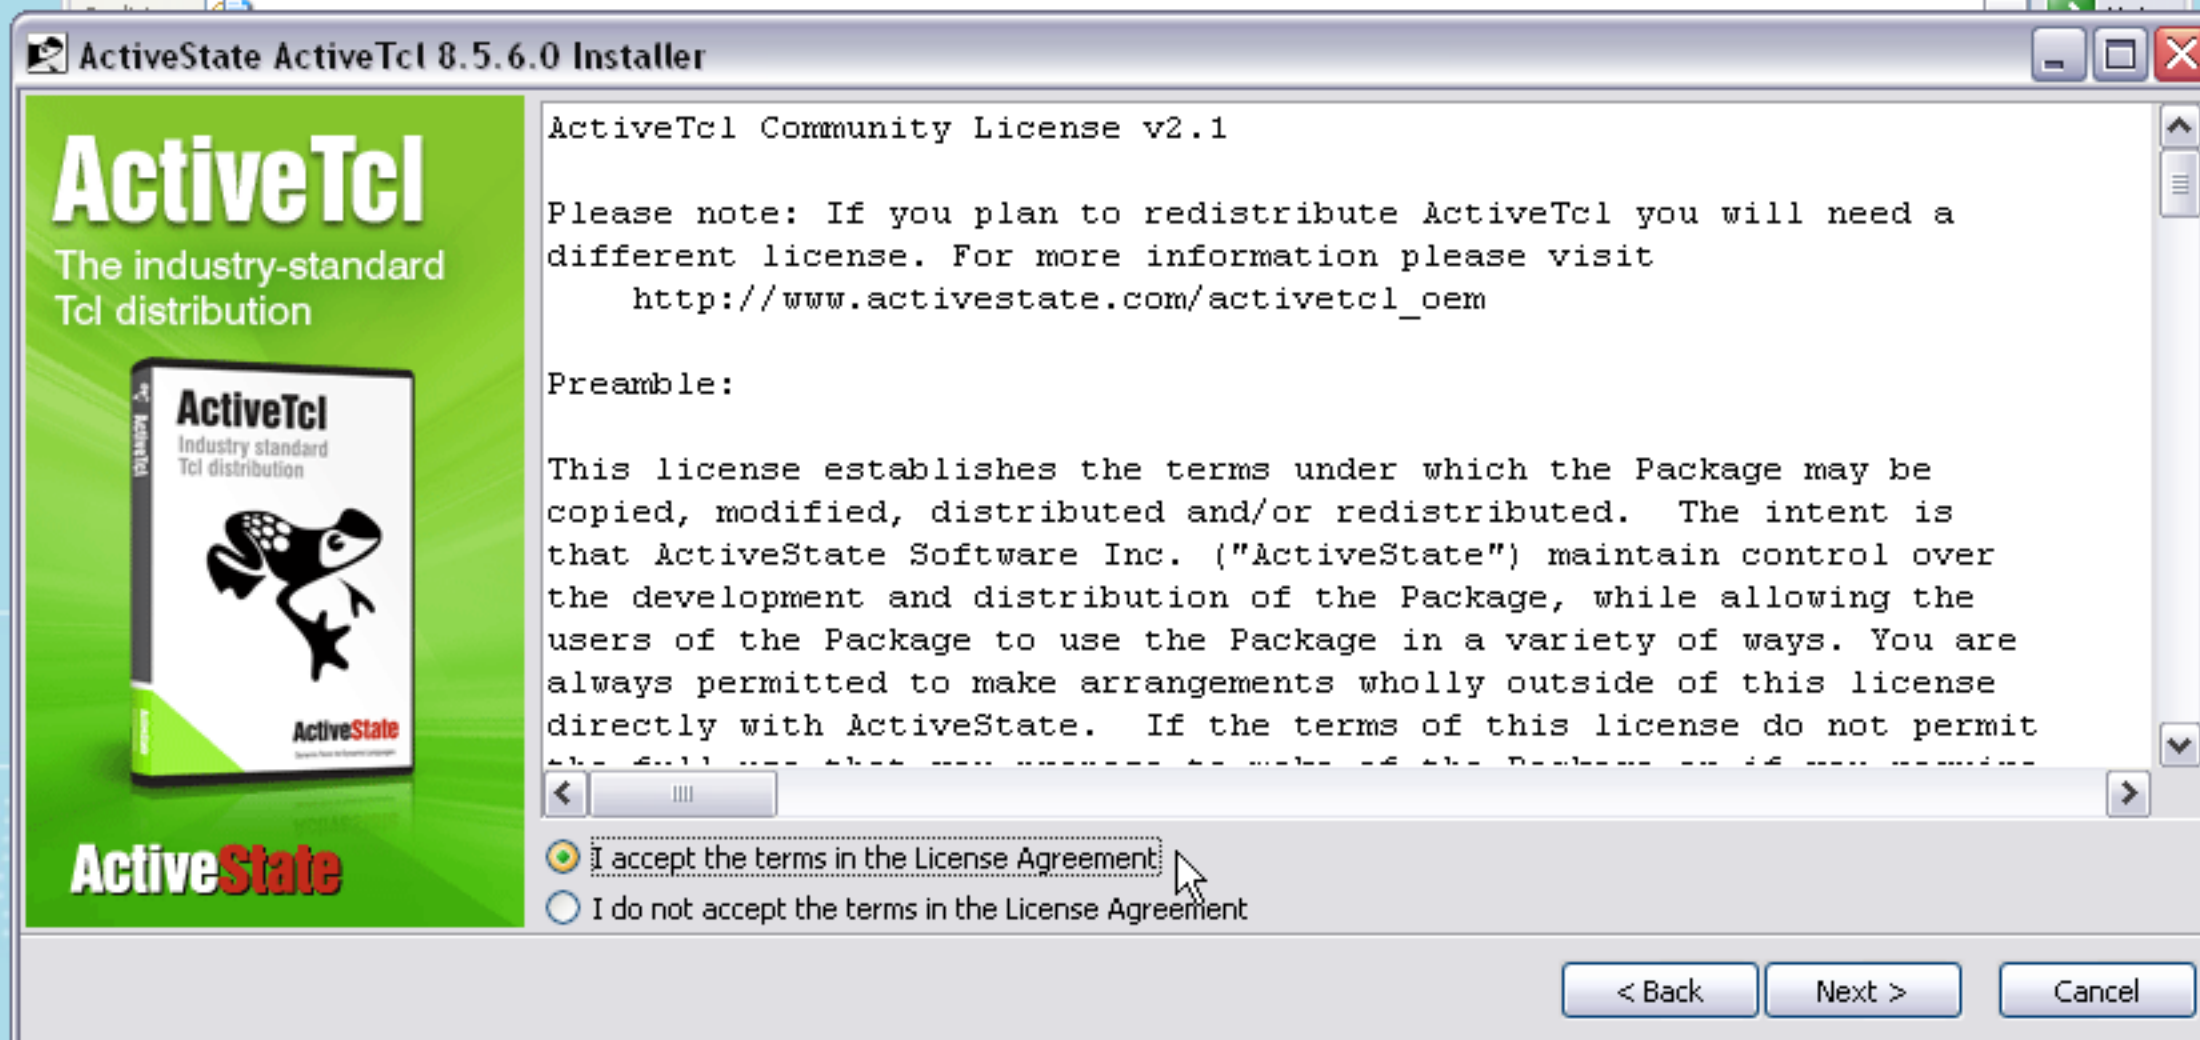 ActiveState ActiveTcl 8.5.6.0 Installer
ActiveTcl
The industry-standard
Tcl distribution
ActiveTcl
ActiveTcl
Industry standard
Tcl distribution
ActiveState
ActiveState
ActiveTcl Community License v2.1
Please note: If you plan to redistribute ActiveTcl you will need a
different license. For more information please visit
http://www.activestate.com/activetcl_oem
Preamble:
This license establishes the terms under which the Package may be
copied, modified, distributed and/or redistributed.  The intent is
that ActiveState Software Inc. ("ActiveState") maintain control over
the development and distribution of the Package, while allowing the
users of the Package to use the Package in a variety of ways. You are
always permitted to make arrangements wholly outside of this license
directly with ActiveState.  If the terms of this license do not permit
I accept the terms in the License Agreement
I do not accept the terms in the License Agreement
< Back
Next >
Cancel